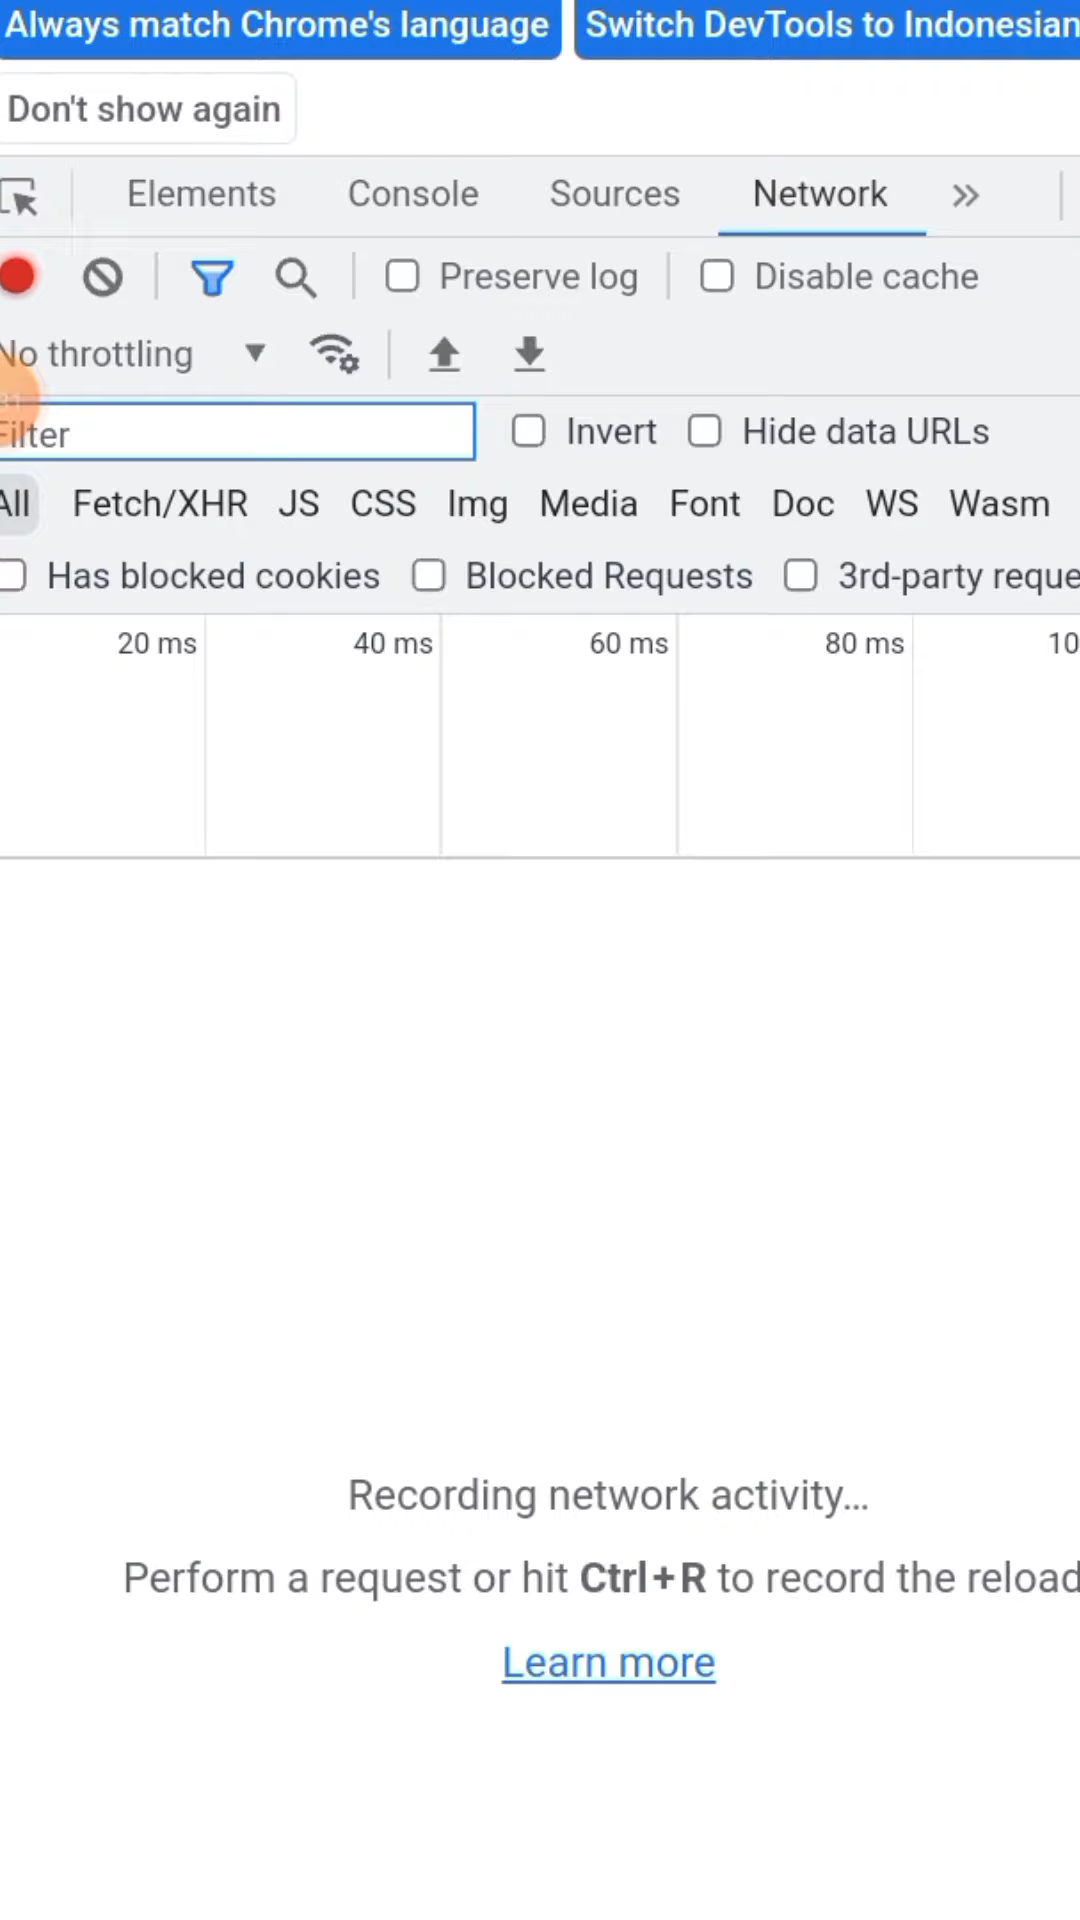 Always match Chrome's language Switch DevTools to Indonesian
Don't show again
Elements Console Sources Network
Preserve log Disable cache
No throttling
Filter Invert Hide data URLs
All Fetch/XHR JS CSS Img Media Font Doc WS Wasm
Has blocked cookies Blocked Requests 3rd-party reque
20 ms 40 ms 60 ms 80 ms 10
Recording network activity…
Perform a request or hit Ctrl+R to record the reload
Learn more